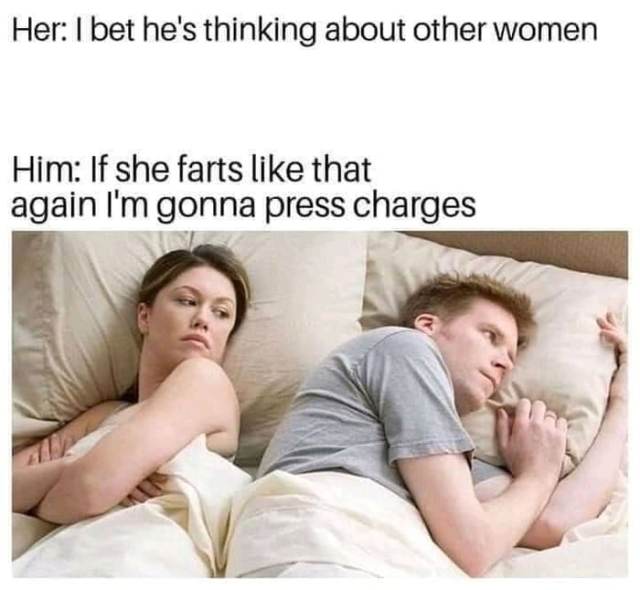 Her: I bet he's thinking about other women
Him: If she farts like that
again I'm gonna press charges